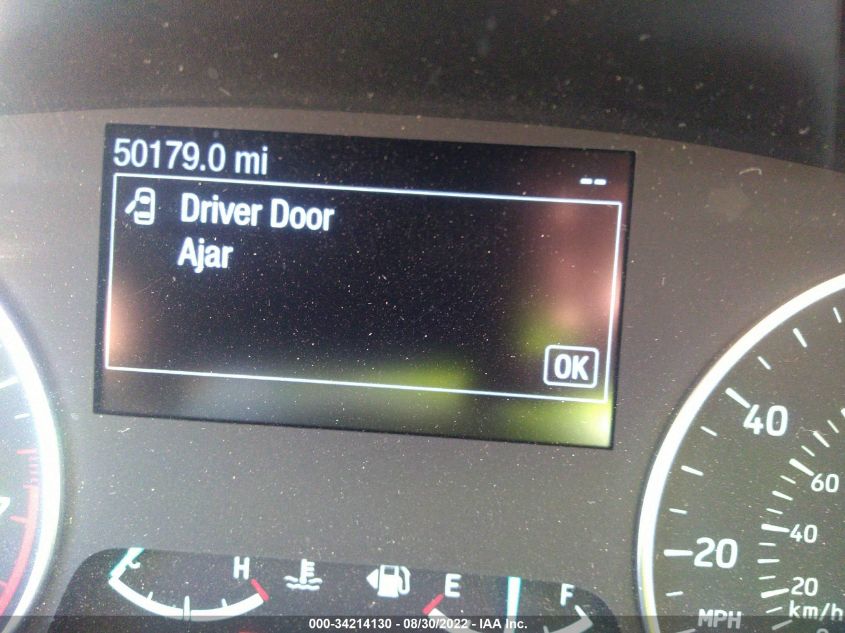 50179.0 mi
--
Driver Door
Ajar
OK
40
60
40
20
20
C
H
E
F
MPH
km/h
000-34214130 - 08/30/2022 - IAA Inc.